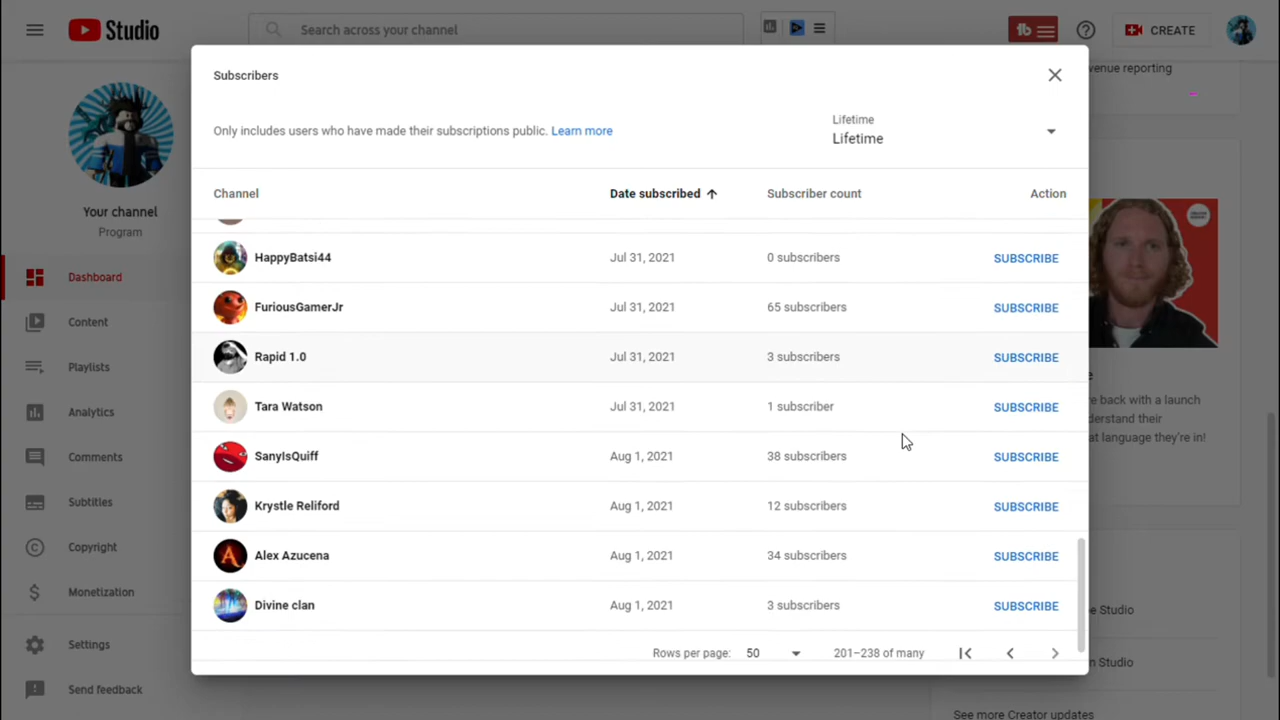 Studio
Search across your channel
tb
CREATE
Your channel
Program
Dashboard
Content
Playlists
Analytics
Comments
Subtitles
Copyright
Monetization
Settings
Send feedback
Subscribers
Only includes users who have made their subscriptions public. Learn more
Lifetime
Lifetime
Channel Date subscribed Subscriber count Action
HappyBatsi44 Jul 31, 2021 0 subscribers SUBSCRIBE
FuriousGamerJr Jul 31, 2021 65 subscribers SUBSCRIBE
Rapid 1.0 Jul 31, 2021 3 subscribers SUBSCRIBE
Tara Watson Jul 31, 2021 1 subscriber SUBSCRIBE
SanyIsQuiff Aug 1, 2021 38 subscribers SUBSCRIBE
Krystle Reliford Aug 1, 2021 12 subscribers SUBSCRIBE
Alex Azucena Aug 1, 2021 34 subscribers SUBSCRIBE
Divine clan Aug 1, 2021 3 subscribers SUBSCRIBE
Rows per page: 50 201–238 of many
venue reporting
e
re back with a launch
derstand their
at language they're in!
e Studio
n Studio
See more Creator updates